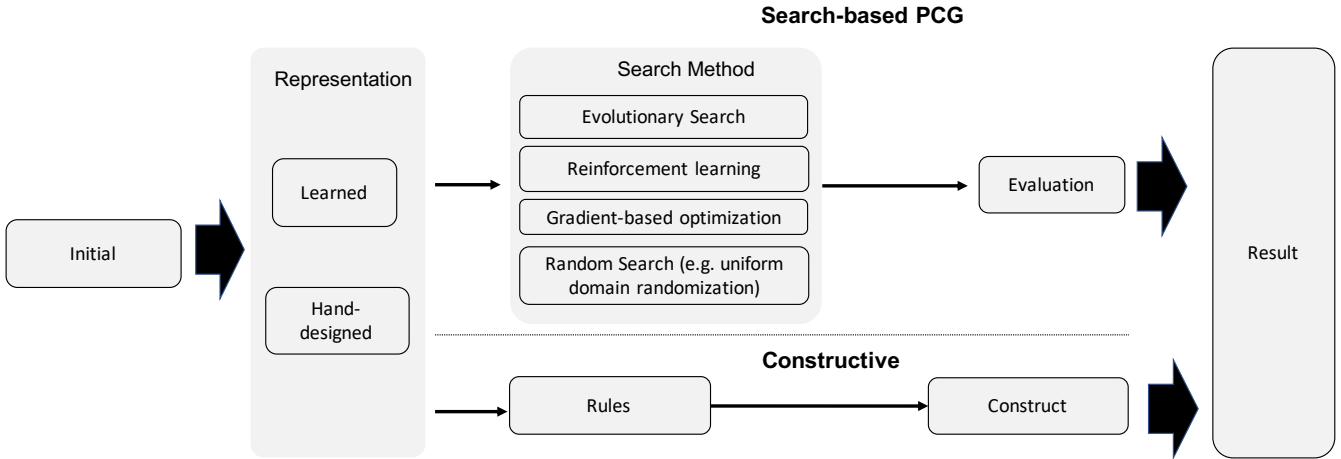 Search-based PCG
Representation
Search Method
Evolutionary Search
Reinforcement learning
Learned
Evaluation
Gradient-based optimization
Initial
Result
Random Search (e.g. uniform
domain randomization)
Hand-
designed
Constructive
Rules
Construct